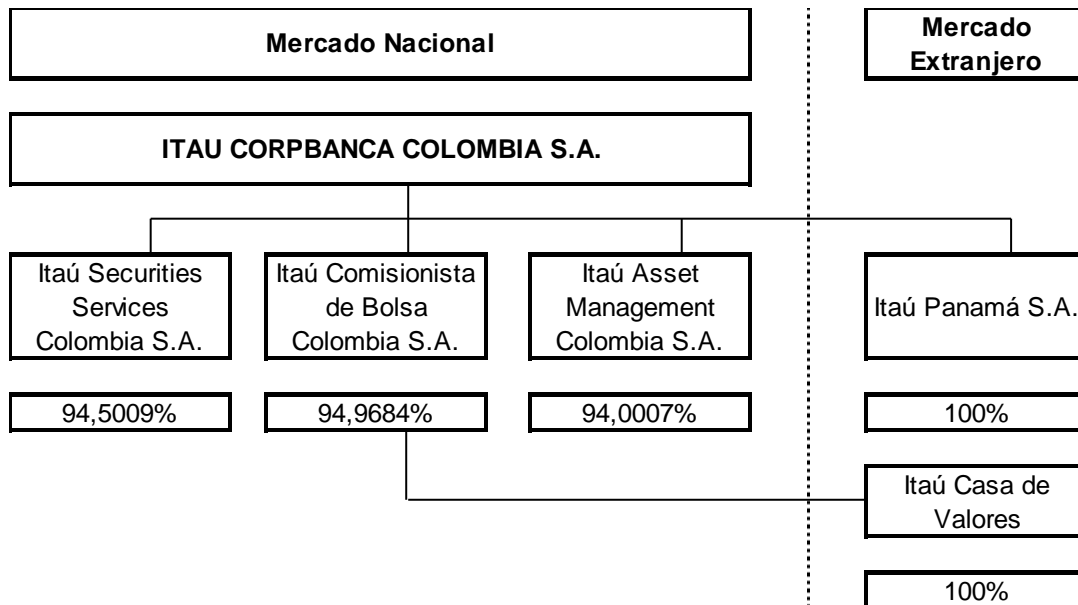 Mercado Nacional
Mercado
Extranjero
ITAU CORPBANCA COLOMBIA S.A.
Itaú Securities
Services
Colombia S.A.
Itaú Comisionista
de Bolsa
Colombia S.A.
Itaú Asset
Management
Colombia S.A.
Itaú Panamá S.A.
94,5009%
94,9684%
94,0007%
100%
Itaú Casa de
Valores
100%